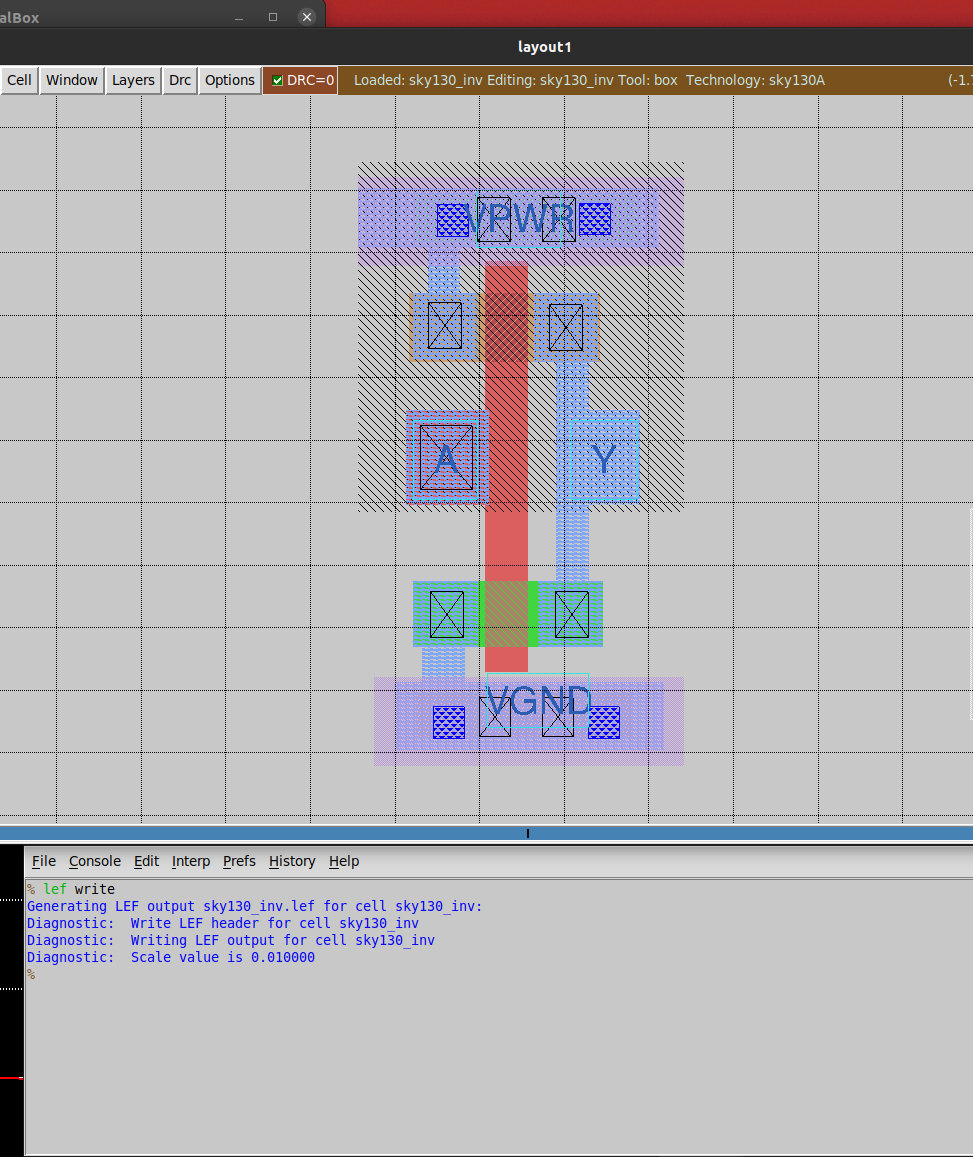 alBox
layout1
Cell Window Layers Drc Options DRC=0 Loaded: sky130_inv Editing: sky130_inv Tool: box Technology: sky130A (-1.
VPWR
A
Y
VGND
File Console Edit Interp Prefs History Help
% lef write
Generating LEF output sky130_inv.lef for cell sky130_inv:
Diagnostic: Write LEF header for cell sky130_inv
Diagnostic: Writing LEF output for cell sky130_inv
Diagnostic: Scale value is 0.010000
%